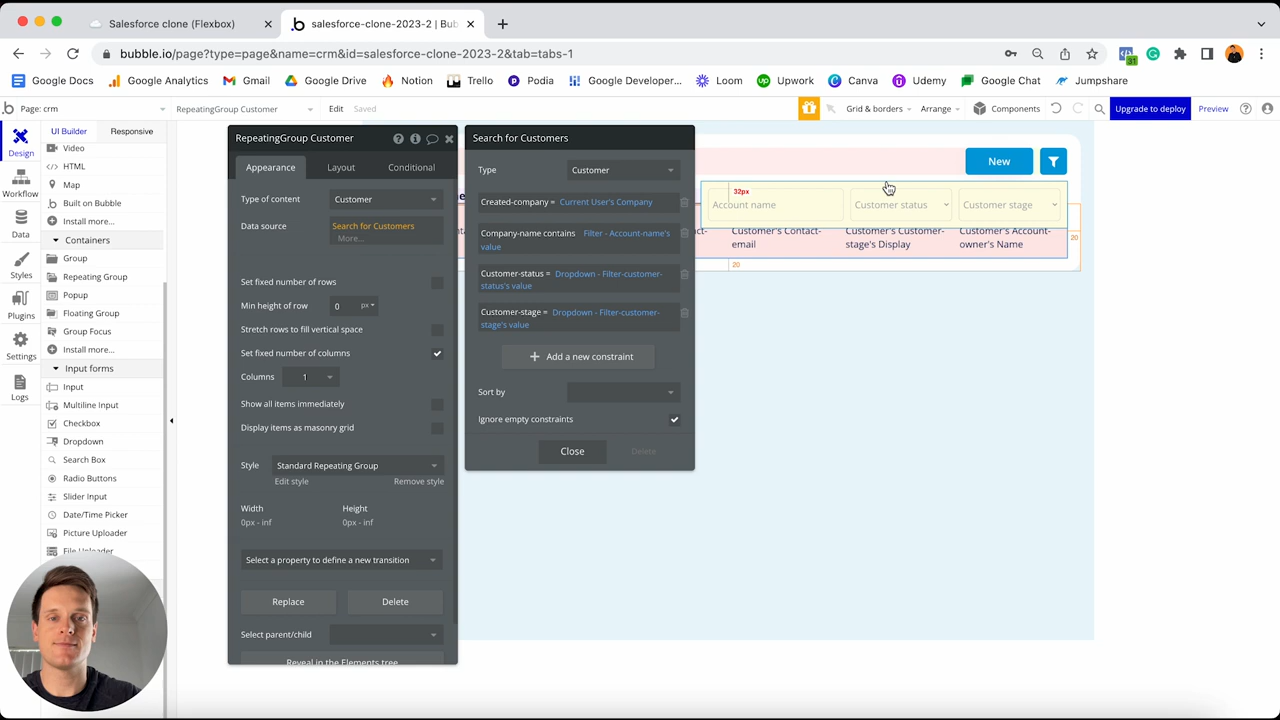 Salesforce clone (Flexbox)
salesforce-clone-2023-2 | Bub
bubble.io/page?type=page&name=crm&id=salesforce-clone-2023-2&tab=tabs-1
31
Google Docs
Google Analytics
Gmail
Google Drive
Notion
Trello
Podia
Google Developer...
Loom
Upwork
Canva
Udemy
Google Chat
Jumpshare
Page: crm
RepeatingGroup Customer
Edit
Saved
Grid & borders
Arrange
Components
Upgrade to deploy
Preview
Design
Workflow
Data
Styles
Plugins
Settings
Logs
UI Builder
Responsive
Video
HTML
Map
Built on Bubble
Install more...
Containers
Group
Repeating Group
Popup
Floating Group
Group Focus
Install more...
Input forms
Input
Multiline Input
Checkbox
Dropdown
Search Box
Radio Buttons
Slider Input
Date/Time Picker
Picture Uploader
File Uploader
RepeatingGroup Customer
Appearance
Layout
Conditional
Type of content
Customer
Data source
Search for Customers
More...
Set fixed number of rows
Min height of row
0
px
Stretch rows to fill vertical space
Set fixed number of columns
Columns
1
Show all items immediately
Display items as masonry grid
Style
Standard Repeating Group
Edit style
Remove style
Width
Height
0px - inf
0px - inf
Select a property to define a new transition
Replace
Delete
Select parent/child
Reveal in the Elements tree
Search for Customers
Type
Customer
Created-company = Current User's Company
Company-name contains Filter - Account-name's
value
Customer-status = Dropdown - Filter-customer-
status's value
Customer-stage = Dropdown - Filter-customer-
stage's value
Add a new constraint
Sort by
Ignore empty constraints
Close
Delete
New
32px
Account name
Customer status
Customer stage
Customer's Contact-
email
Customer's Customer-
stage's Display
Customer's Account-
owner's Name
20
20